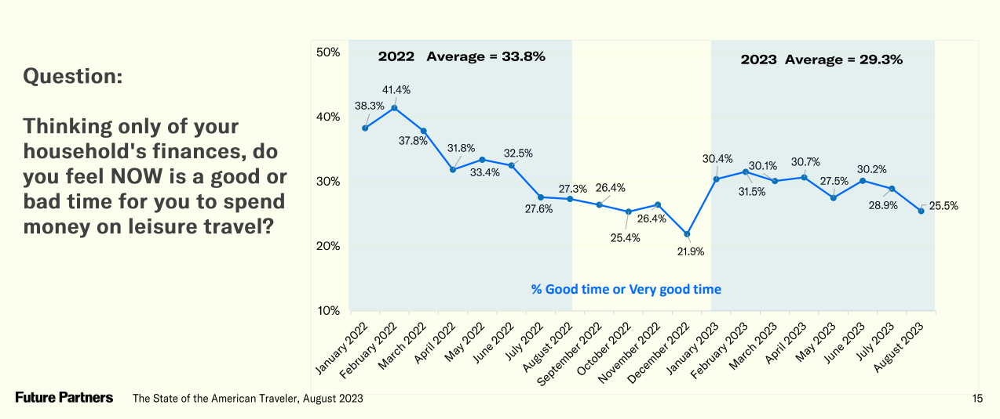 Question:
Thinking only of your
household's finances, do
you feel NOW is a good or
bad time for you to spend
money on leisure travel?
50%
40%
30%
20%
10%
2022 Average = 33.8%
2023 Average = 29.3%
38.3%
41.4%
37.8%
31.8%
33.4%
32.5%
27.6%
27.3%
26.4%
25.4%
26.4%
21.9%
30.4%
31.5%
30.1%
30.7%
27.5%
30.2%
28.9%
25.5%
% Good time or Very good time
January 2022
February 2022
March 2022
April 2022
May 2022
June 2022
July 2022
August 2022
September 2022
October 2022
November 2022
December 2022
January 2023
February 2023
March 2023
April 2023
May 2023
June 2023
July 2023
August 2023
Future Partners The State of the American Traveler, August 2023 15